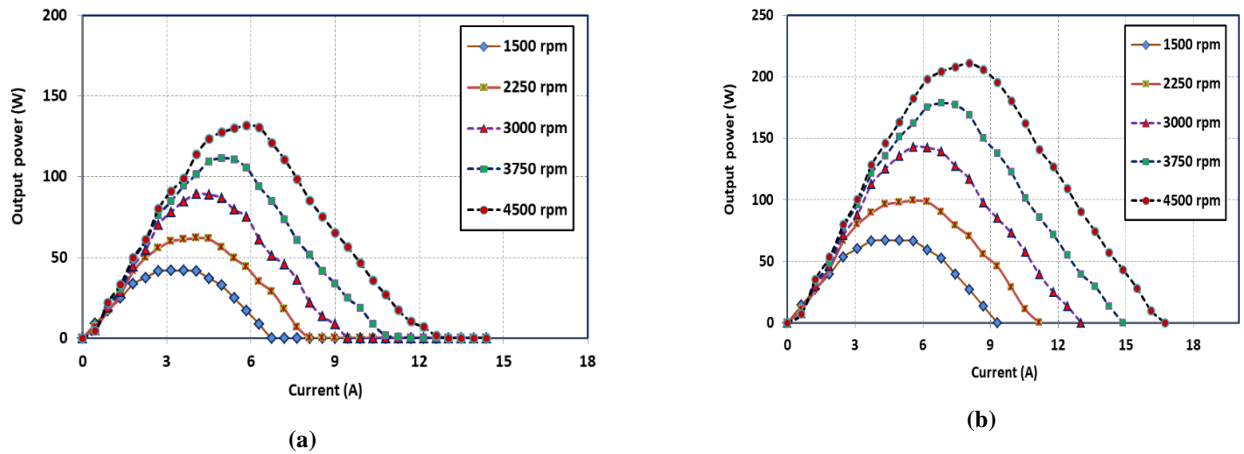 200
150
100
50
0
Output power (W)
0 3 6 9 12 15 18
Current (A)
1500 rpm
2250 rpm
3000 rpm
3750 rpm
4500 rpm
(a)
250
200
150
100
50
0
Output power (W)
0 3 6 9 12 15 18
Current (A)
1500 rpm
2250 rpm
3000 rpm
3750 rpm
4500 rpm
(b)